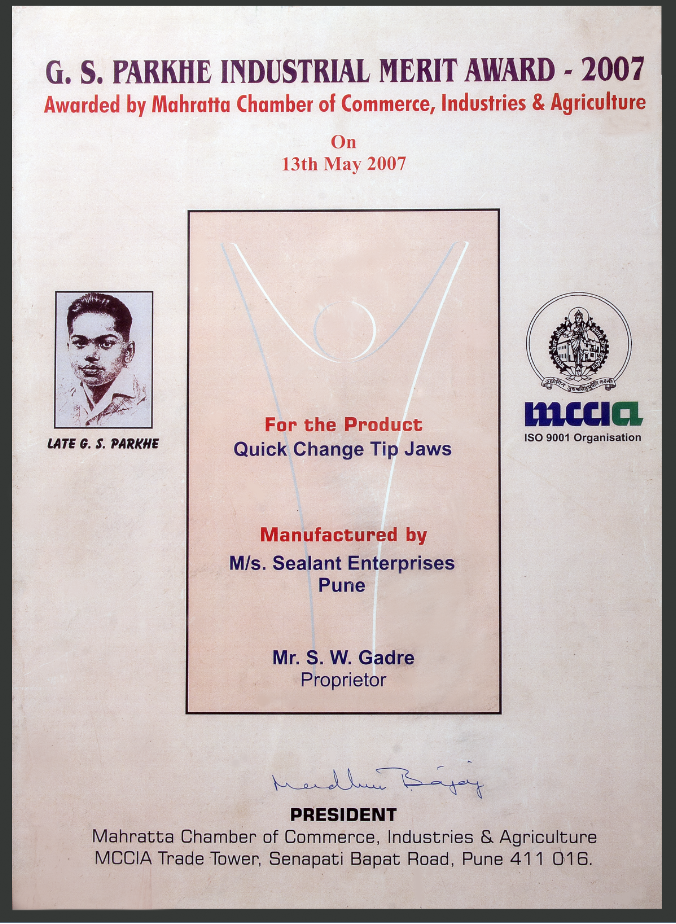 G. S. PARKHE INDUSTRIAL MERIT AWARD - 2007
Awarded by Mahratta Chamber of Commerce, Industries & Agriculture
On
13th May 2007
LATE G. S. PARKHE
mccia
ISO 9001 Organisation
For the Product
Quick Change Tip Jaws
Manufactured by
M/s. Sealant Enterprises
Pune
Mr. S. W. Gadre
Proprietor
Madhur Bajaj
PRESIDENT
Mahratta Chamber of Commerce, Industries & Agriculture
MCCIA Trade Tower, Senapati Bapat Road, Pune 411 016.